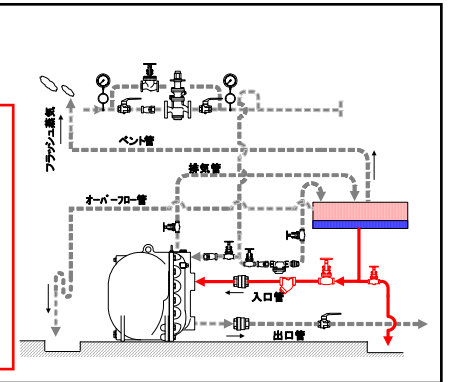 フラッシュ蒸気
ベント管
排気管
オーバーフロー管
入口管
出口管